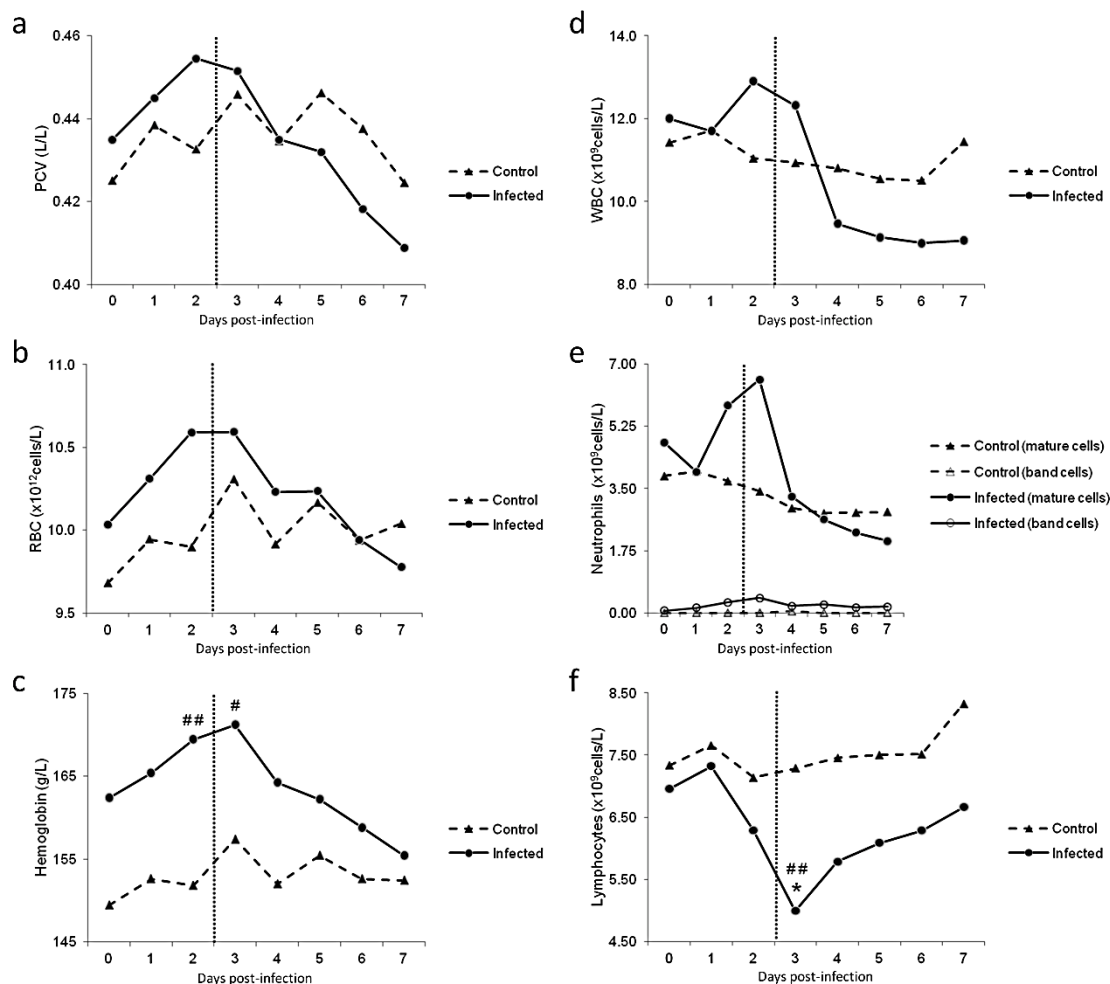 a
PCV (L/L)
0.46
0.44
0.42
0.40
0 1 2 3 4 5 6 7
Days post-infection
Control
Infected
b
RBC (x10¹²cells/L)
11.0
10.5
10.0
9.5
0 1 2 3 4 5 6 7
Days post-infection
Control
Infected
c
Hemoglobin (g/L)
175
165
155
145
## #
0 1 2 3 4 5 6 7
Days post-infection
Control
Infected
d
WBC (x10⁹cells/L)
14.0
12.0
10.0
8.0
0 1 2 3 4 5 6 7
Days post-infection
Control
Infected
e
Neutrophils (x10⁹cells/L)
7.00
5.25
3.50
1.75
0.00
0 1 2 3 4 5 6 7
Days post-infection
Control (mature cells)
Control (band cells)
Infected (mature cells)
Infected (band cells)
f
Lymphocytes (x10⁹cells/L)
8.50
7.50
6.50
5.50
4.50
##
*
0 1 2 3 4 5 6 7
Days post-infection
Control
Infected